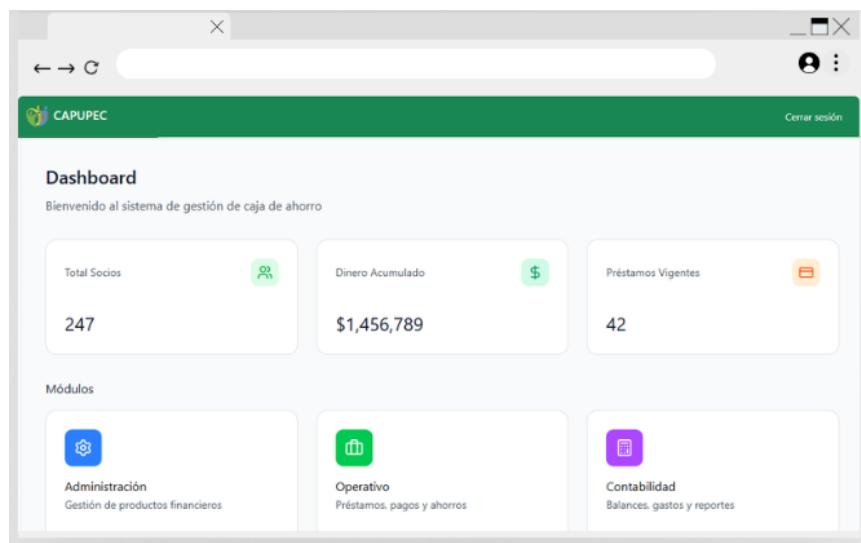 CAPUPEC
Cerrar sesión
Dashboard
Bienvenido al sistema de gestión de caja de ahorro
Total Socios
Dinero Acumulado
Préstamos Vigentes
247
$1,456,789
42
Módulos
Administración
Operativo
Contabilidad
Gestión de productos financieros
Préstamos, pagos y ahorros
Balances, gastos y reportes